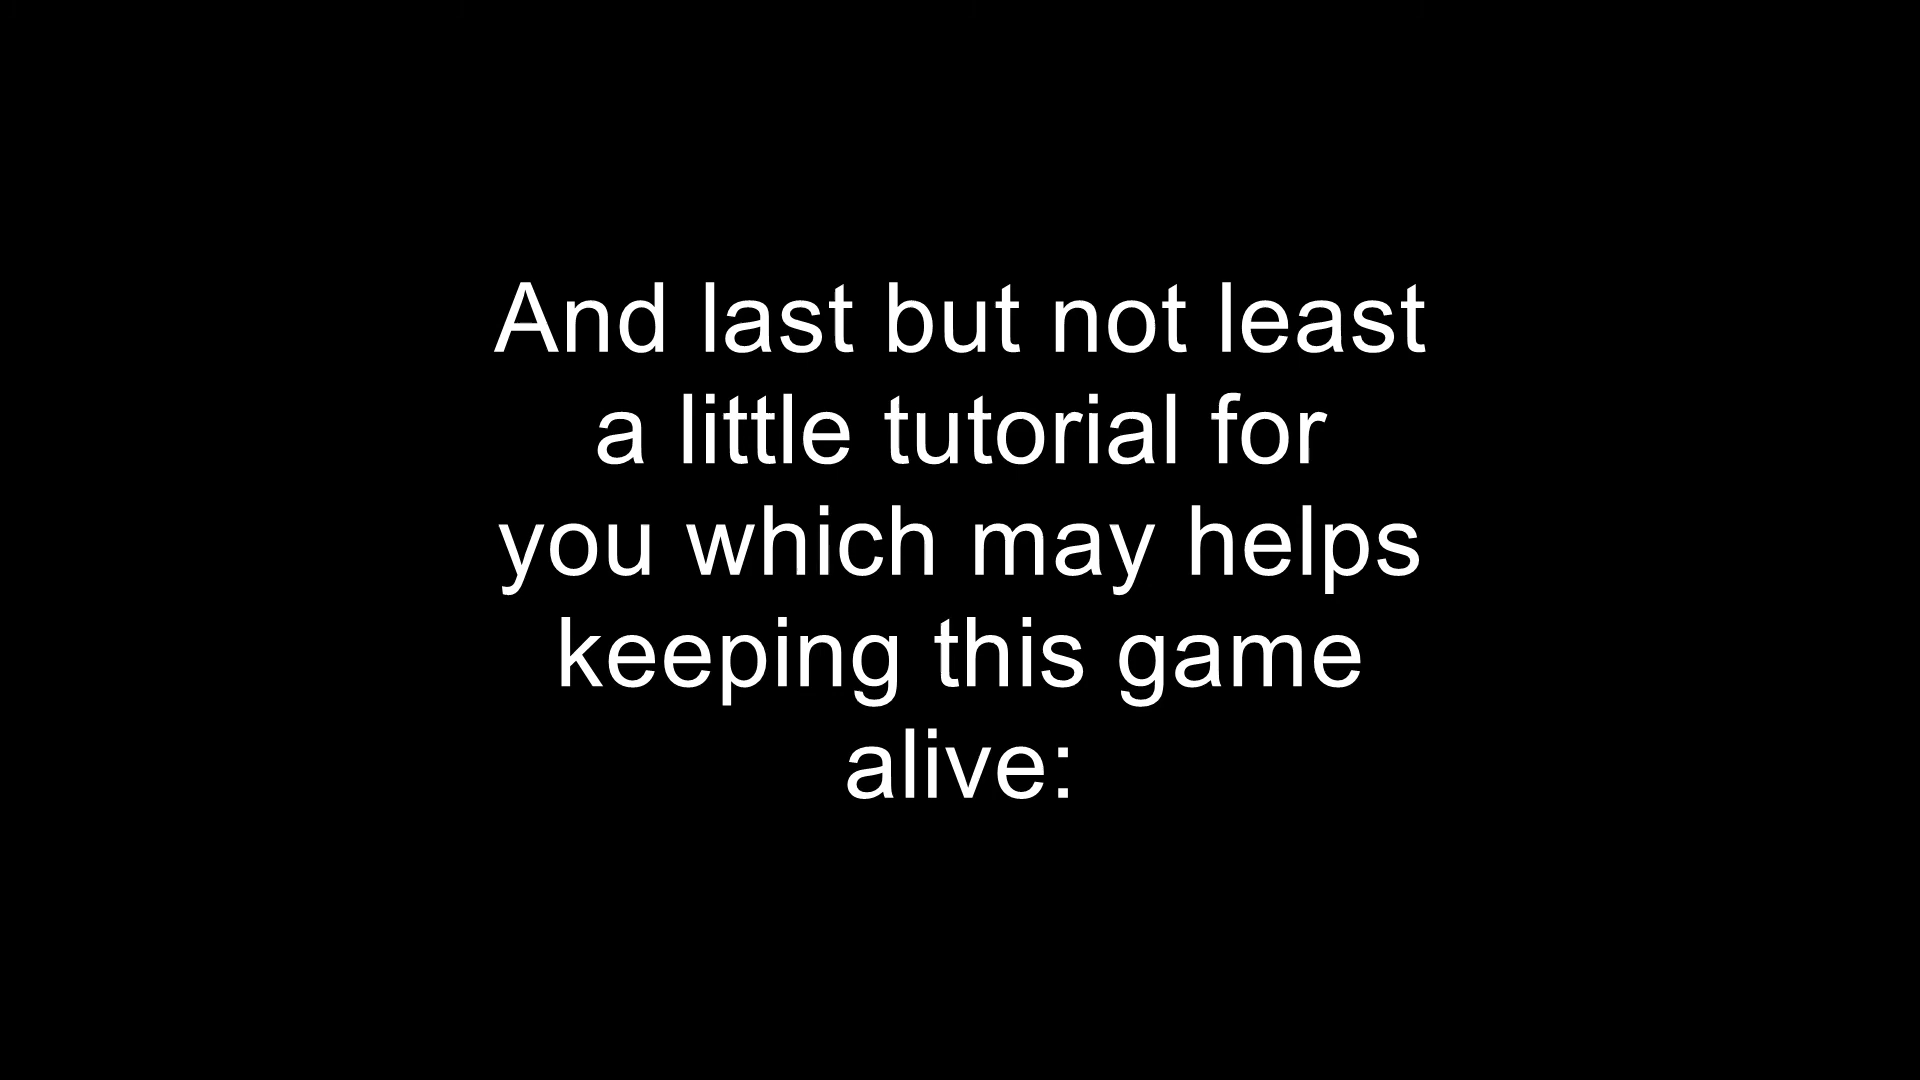 And last but not least
a little tutorial for
you which may helps
keeping this game
alive: